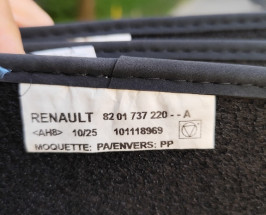 RENAULT 82 01 737 220 - - A
<AH8> 10/25 101118969
MOQUETTE: PA/ENVERS: PP